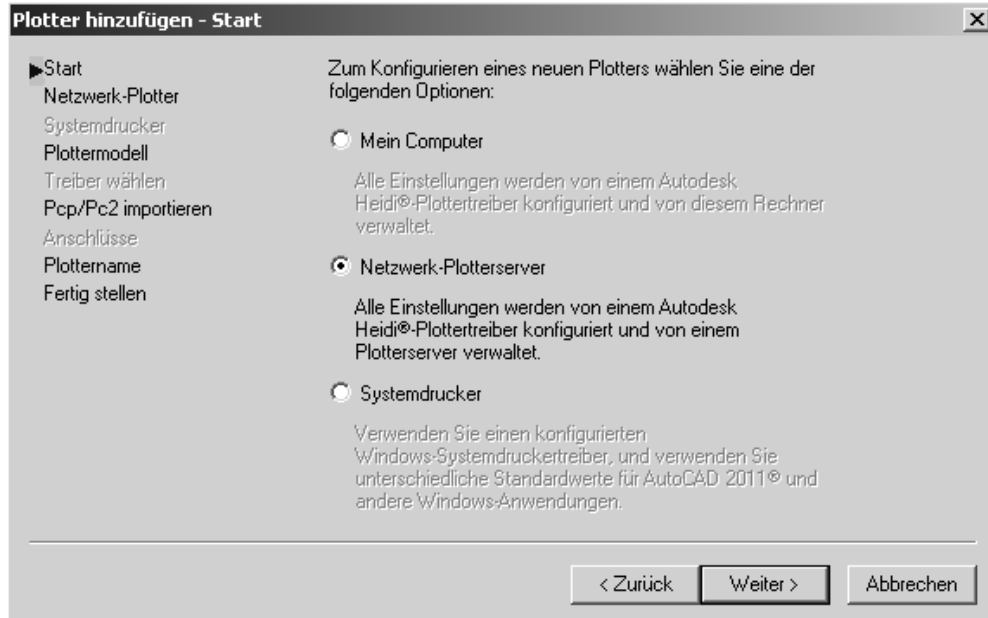 Plotter hinzufügen - Start
Start
Netzwerk-Plotter
Systemdrucker
Plottermodell
Treiber wählen
Pcp/Pc2 importieren
Anschlüsse
Plottername
Fertig stellen
Zum Konfigurieren eines neuen Plotters wählen Sie eine der
folgenden Optionen:
Mein Computer
Alle Einstellungen werden von einem Autodesk
Heidi®-Plottertreiber konfiguriert und von diesem Rechner
verwaltet.
Netzwerk-Plotterserver
Alle Einstellungen werden von einem Autodesk
Heidi®-Plottertreiber konfiguriert und von einem
Plotterserver verwaltet.
Systemdrucker
Verwenden Sie einen konfigurierten
Windows-Systemdruckertreiber, und verwenden Sie
unterschiedliche Standardwerte für AutoCAD 2011® und
andere Windows-Anwendungen.
< Zurück
Weiter >
Abbrechen